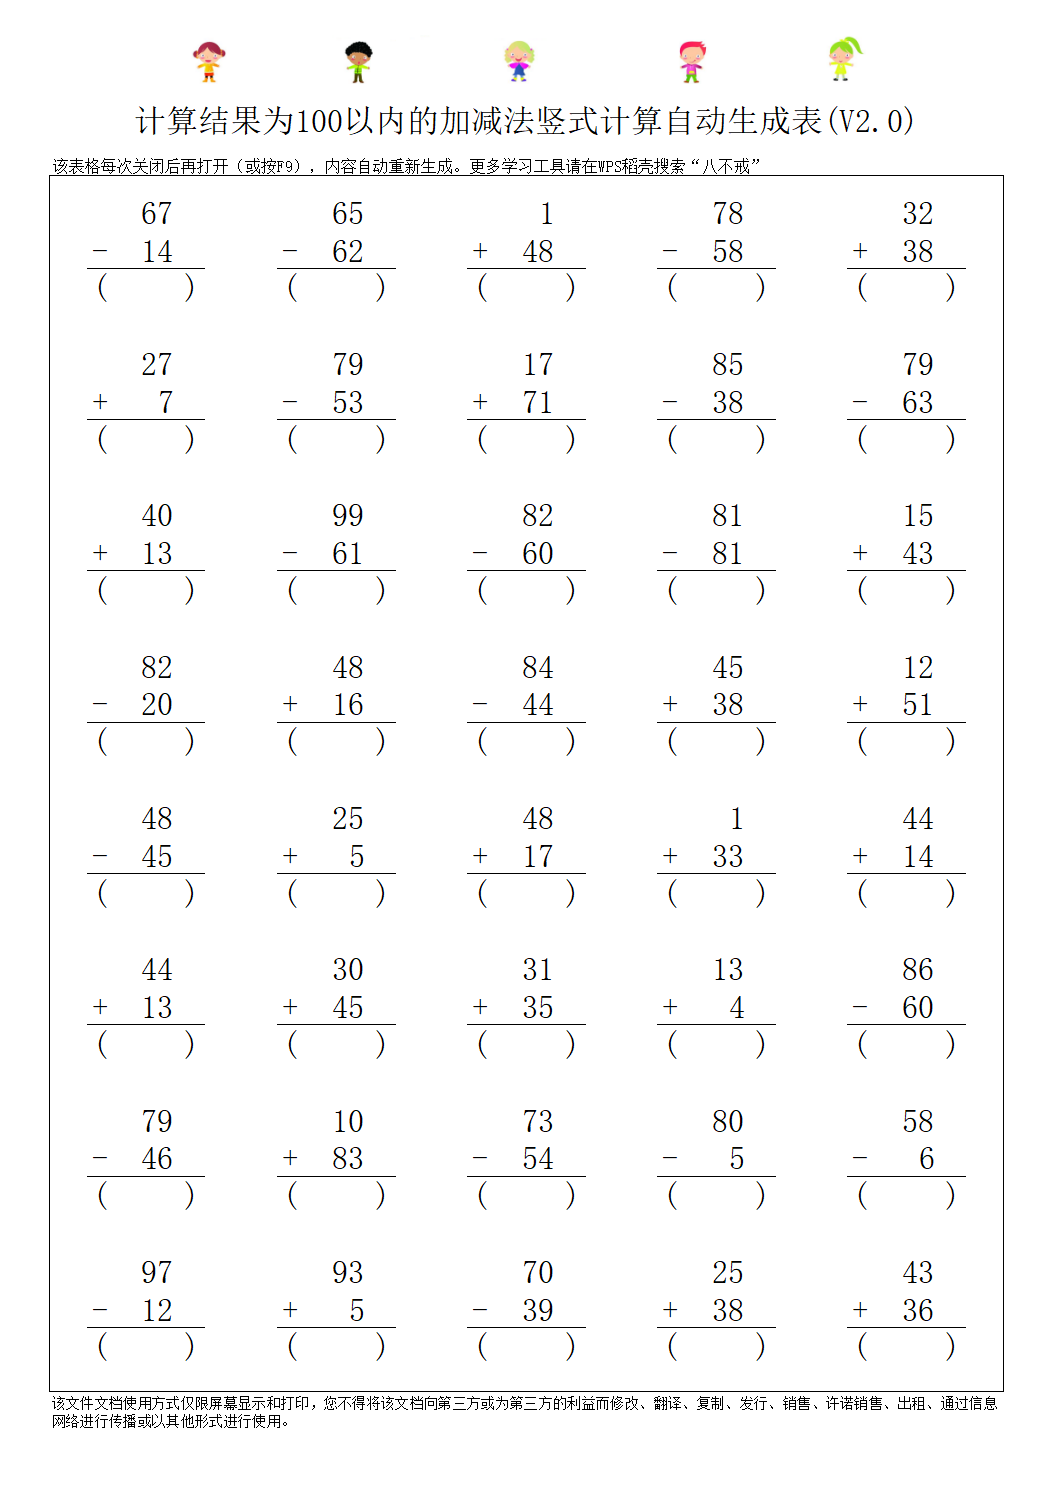 计算结果为100以内的加减法竖式计算自动生成表(V2.0)
该表格每次关闭后再打开（或按F9），内容自动重新生成。更多学习工具请在WPS稻壳搜索“八不戒”
67 65 1 78 32
- 14 - 62 + 48 - 58 + 38
( ) ( ) ( ) ( ) ( )
27 79 17 85 79
+ 7 - 53 + 71 - 38 - 63
( ) ( ) ( ) ( ) ( )
40 99 82 81 15
+ 13 - 61 - 60 - 81 + 43
( ) ( ) ( ) ( ) ( )
82 48 84 45 12
- 20 + 16 - 44 + 38 + 51
( ) ( ) ( ) ( ) ( )
48 25 48 1 44
- 45 + 5 + 17 + 33 + 14
( ) ( ) ( ) ( ) ( )
44 30 31 13 86
+ 13 + 45 + 35 + 4 - 60
( ) ( ) ( ) ( ) ( )
79 10 73 80 58
- 46 + 83 - 54 - 5 - 6
( ) ( ) ( ) ( ) ( )
97 93 70 25 43
- 12 + 5 - 39 + 38 + 36
( ) ( ) ( ) ( ) ( )
该文件文档使用方式仅限屏幕显示和打印，您不得将该文档向第三方或为第三方的利益而修改、翻译、复制、发行、销售、许诺销售、出租、通过信息
网络进行传播或以其他形式进行使用。